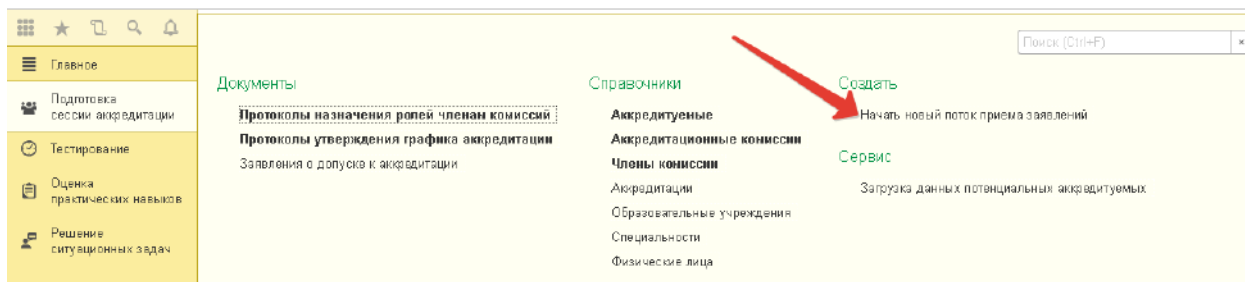 Поиск (Ctrl+F)
×
Главное
Подготовка
сессии аккредитации
Тестирование
Оценка
практических навыков
Решение
ситуационных задач
Документы
Протоколы назначения ролей членам комиссий
Протоколы утверждения графика аккредитации
Заявления о допуске к аккредитации
Справочники
Аккредитуемые
Аккредитационные комиссии
Члены комиссии
Аккредитации
Образовательные учреждения
Специальности
Физические лица
Создать
Начать новый поток приема заявлений
Сервис
Загрузка данных потенциальных аккредитуемых